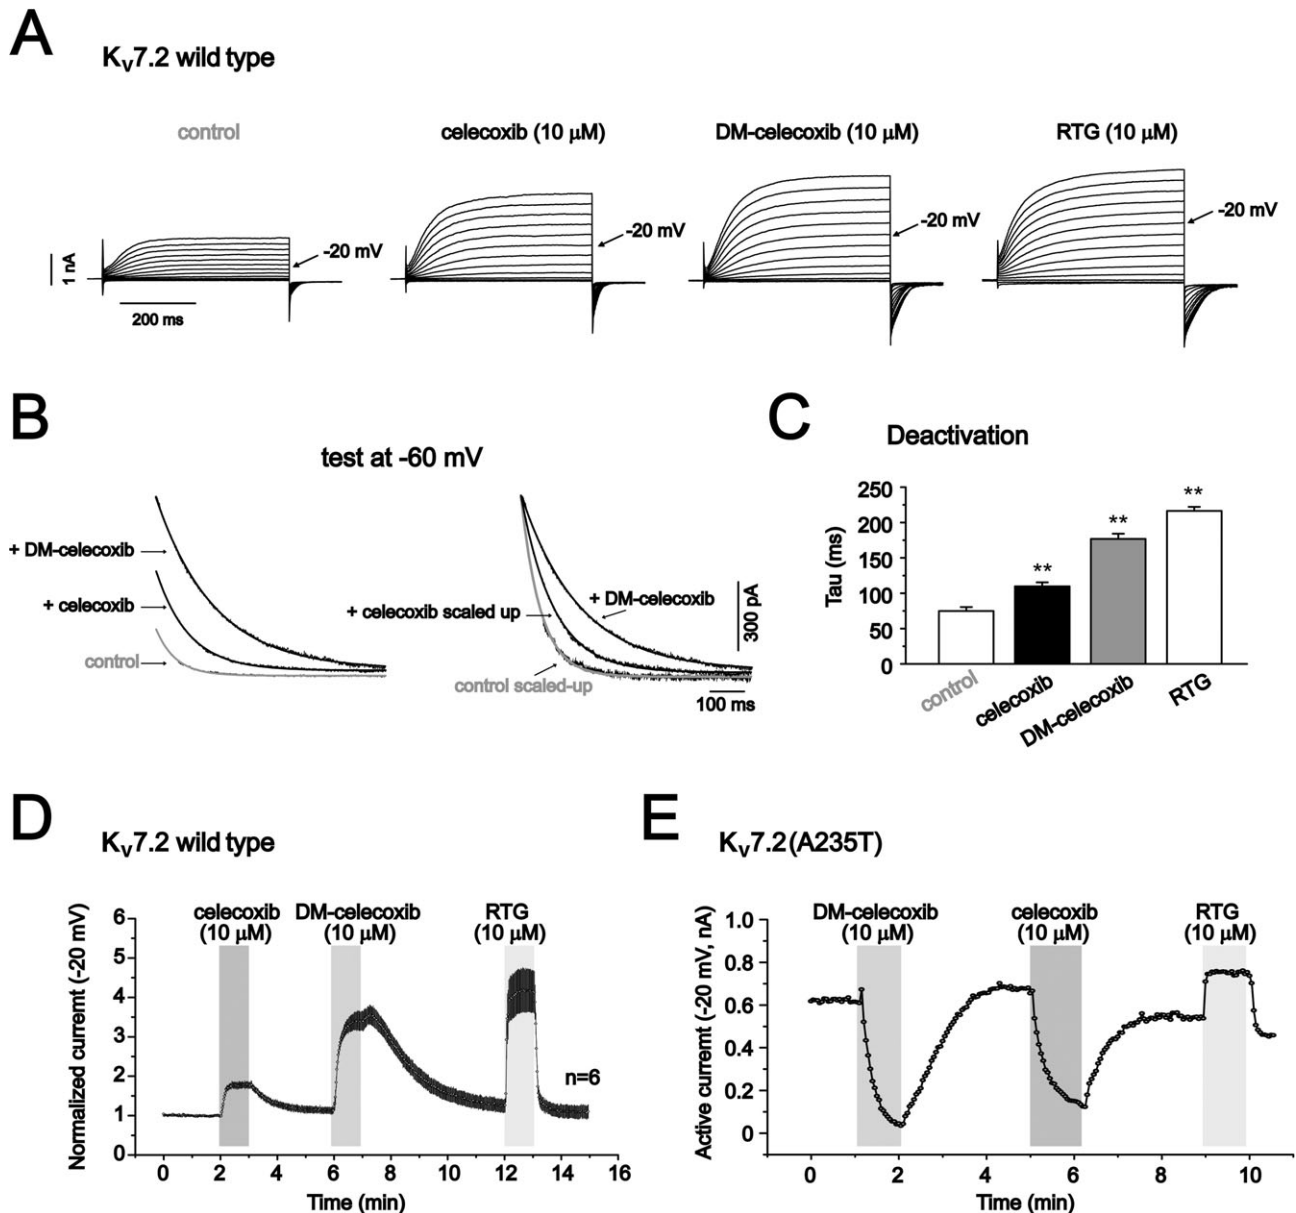 A
Kv7.2 wild type
control
celecoxib (10 µM)
DM-celecoxib (10 µM)
RTG (10 µM)
-20 mV
-20 mV
-20 mV
-20 mV
1 nA
200 ms
B
test at -60 mV
+ DM-celecoxib
+ celecoxib
control
+ celecoxib scaled up
+ DM-celecoxib
control scaled-up
300 pA
100 ms
C
Deactivation
Tau (ms)
250
200
150
100
50
0
**
**
**
control
celecoxib
DM-celecoxib
RTG
D
Kv7.2 wild type
celecoxib
(10 µM)
DM-celecoxib
(10 µM)
RTG
(10 µM)
Normalized curremt (-20 mV)
6
5
4
3
2
1
0
n=6
0 2 4 6 8 10 12 14 16
Time (min)
E
Kv7.2 (A235T)
DM-celecoxib
(10 µM)
celecoxib
(10 µM)
RTG
(10 µM)
Active curremt (-20 mV, nA)
1.0
0.8
0.6
0.4
0.2
0
0 2 4 6 8 10
Time (min)